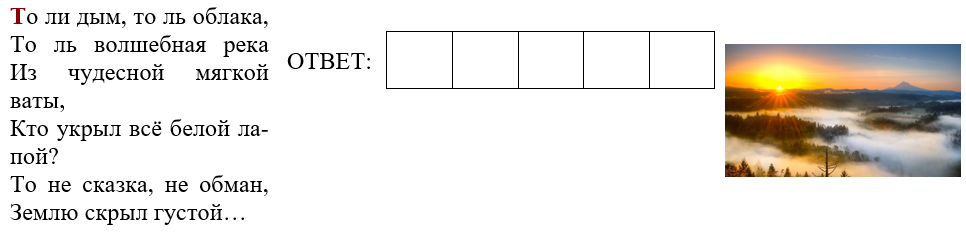 То ли дым, то ль облака,
То ль волшебная река
Из чудесной мягкой
ваты,
Кто укрыл всё белой ла-
пой?
То не сказка, не обман,
Землю скрыл густой…
ОТВЕТ: